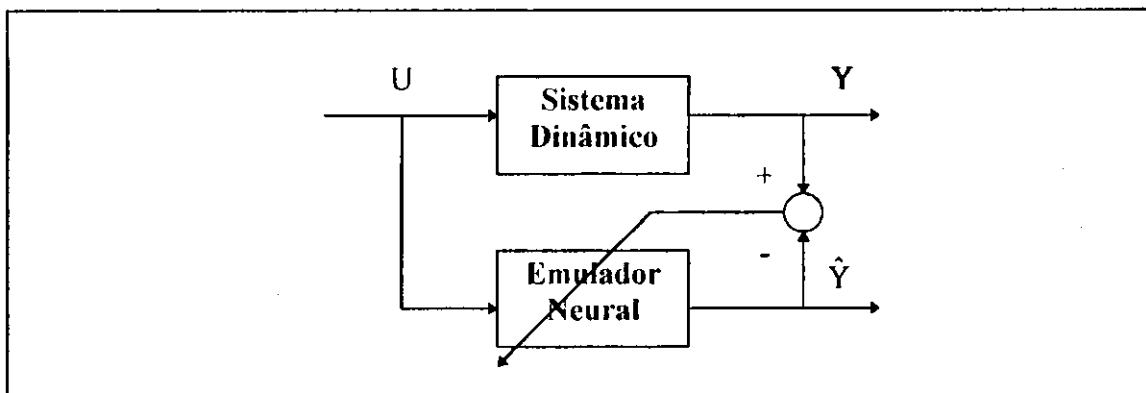 U
Sistema
Dinâmico
Y
+
-
Emulador
Neural
Ŷ